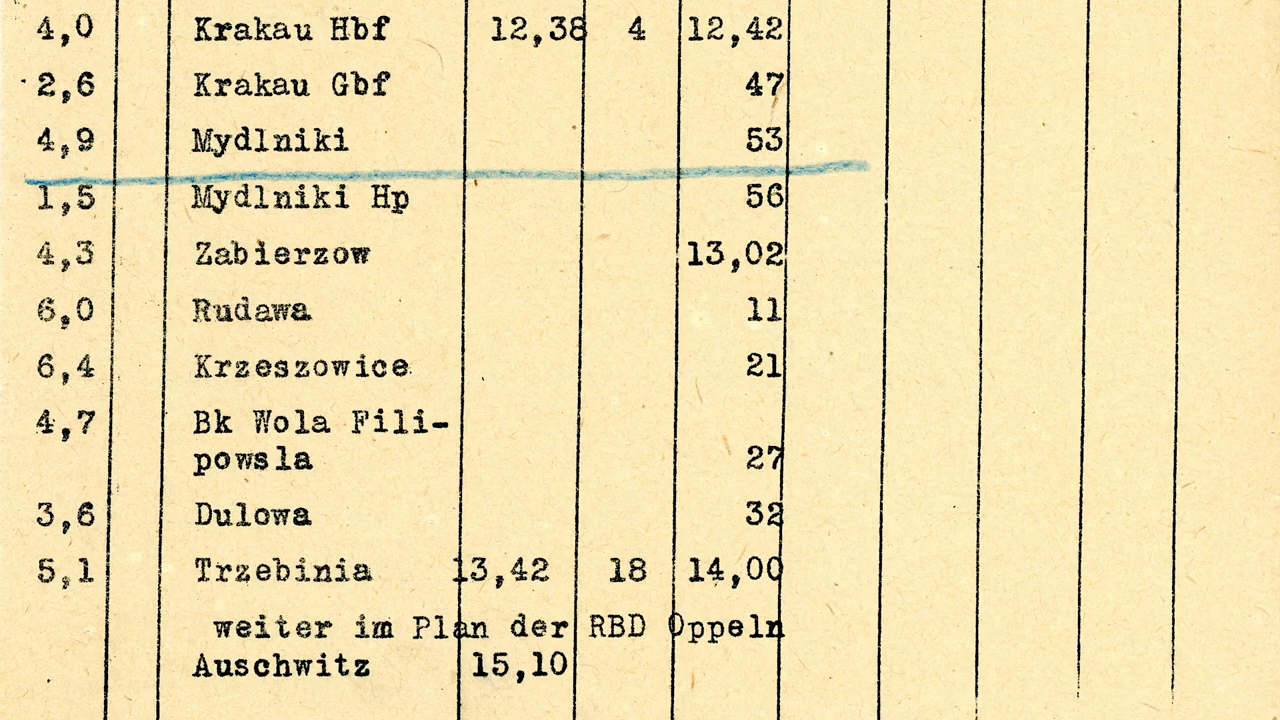 4,0 Krakau Hbf 12,38 4 12,42
2,6 Krakau Gbf 47
4,9 Mydlniki 53
1,5 Mydlniki Hp 56
4,3 Zabierzow 13,02
6,0 Rudawa 11
6,4 Krzeszowice 21
4,7 Bk Wola Fili-
powsla 27
3,6 Dulowa 32
5,1 Trzebinia 13,42 18 14,00
weiter im Plan der RBD Oppeln
Auschwitz 15,10